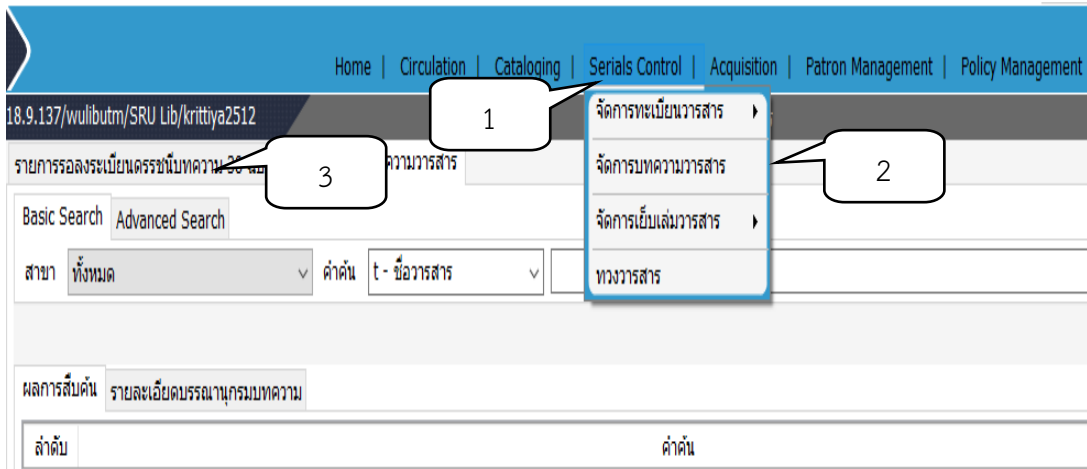 Home | Circulation | Cataloging | Serials Control | Acquisition | Patron Management | Policy Management
1
18.9.137/wulibutm/SRU Lib/krittiya2512
จัดการทะเบียนวารสาร
จัดการบทความวารสาร
2
จัดการเย็บเล่มวารสาร
ทวงวารสาร
รายการรอลงระเบียนดรรชนีบทความ 30
3
ความวารสาร
Basic Search Advanced Search
สาขา ทั้งหมด คำค้น t - ชื่อวารสาร
ผลการสืบค้น รายละเอียดบรรณานุกรมบทความ
ลำดับ คำค้น